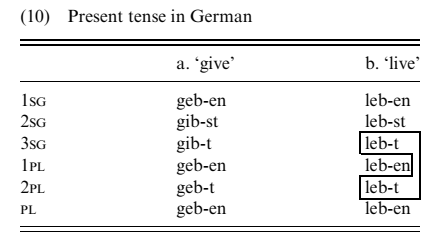 (10) Present tense in German
a. ‘give’ b. ‘live’
1SG geb-en leb-en
2SG gib-st leb-st
3SG gib-t leb-t
1PL geb-en leb-en
2PL geb-t leb-t
PL geb-en leb-en